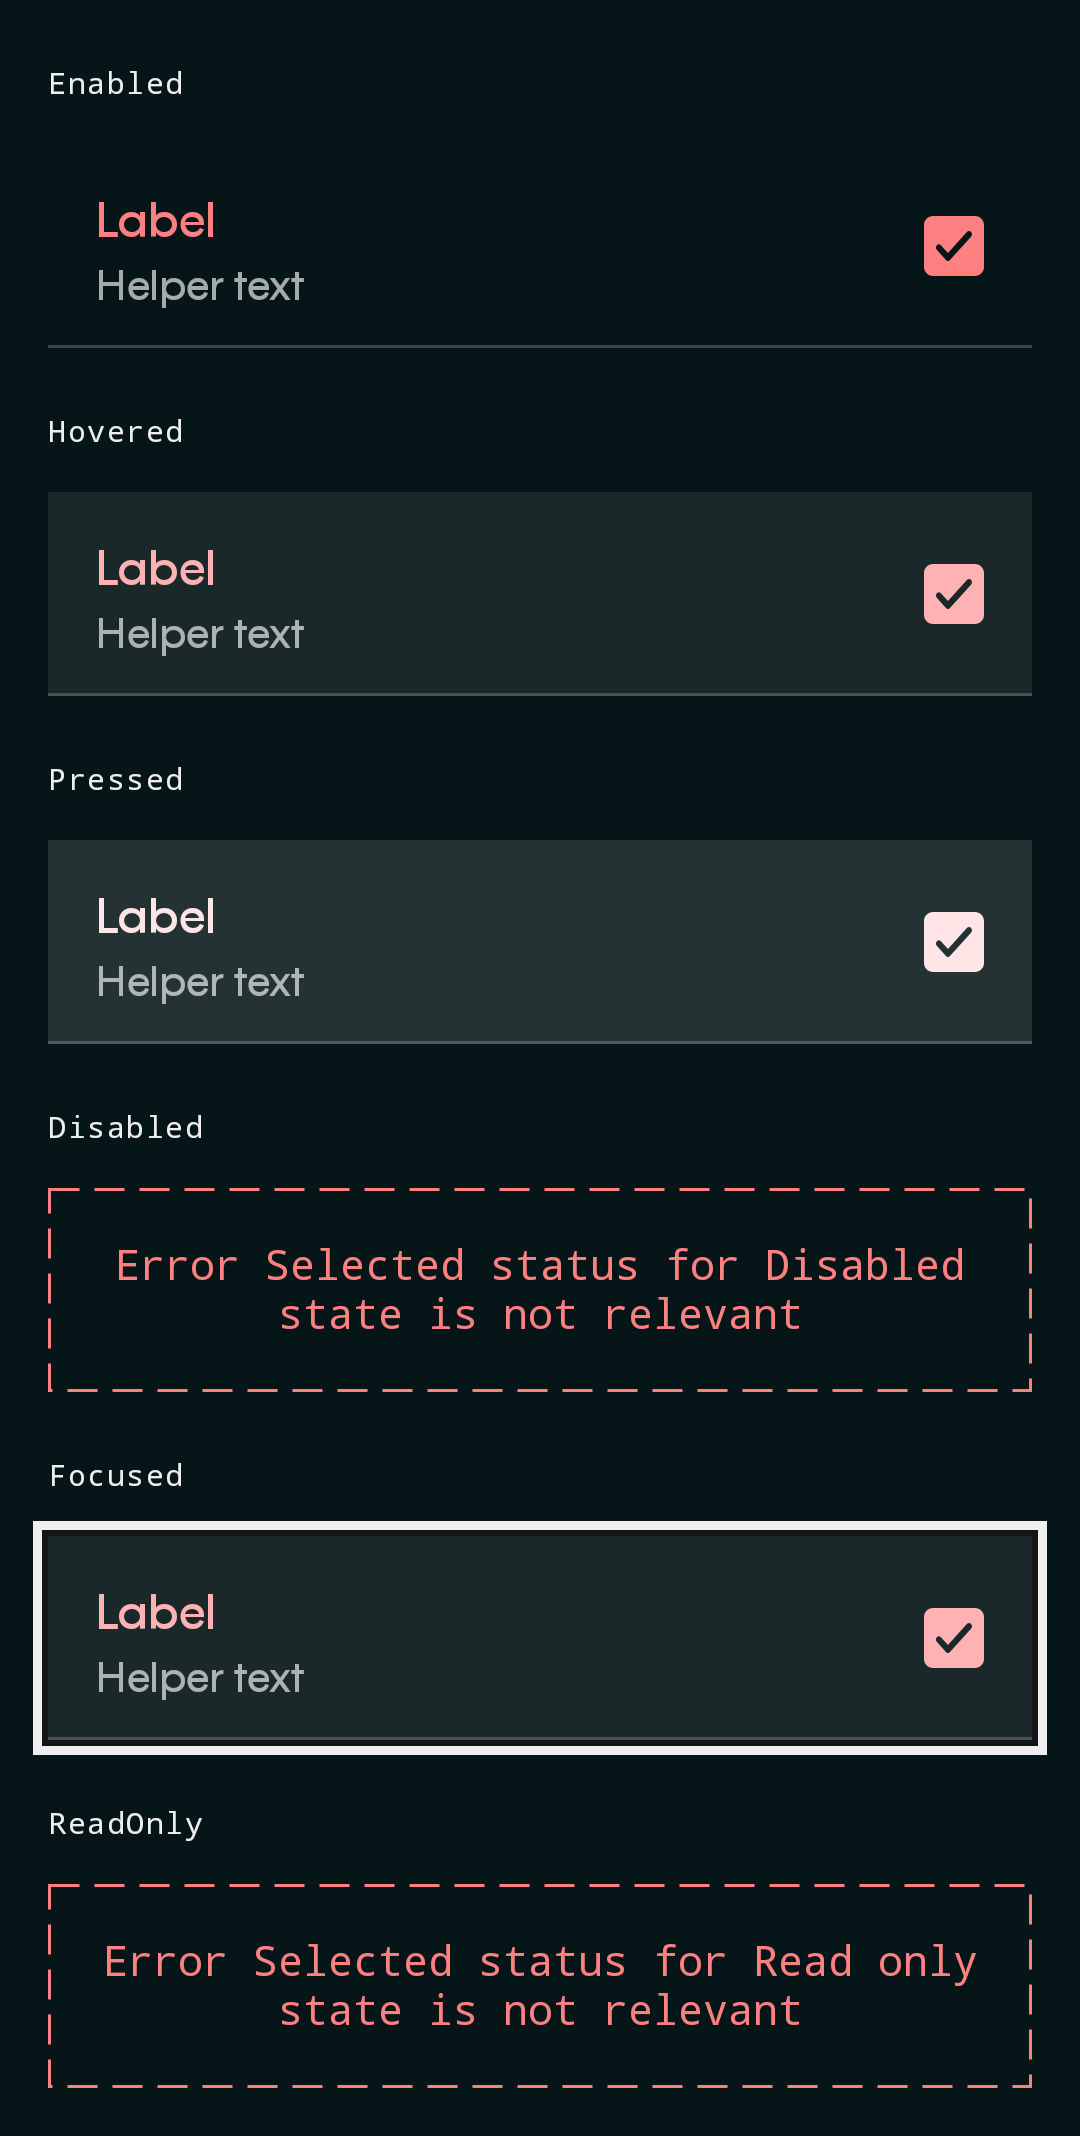 Enabled
Label
Helper text
Hovered
Label
Helper text
Pressed
Label
Helper text
Disabled
Error Selected status for Disabled
state is not relevant
Focused
Label
Helper text
ReadOnly
Error Selected status for Read only
state is not relevant